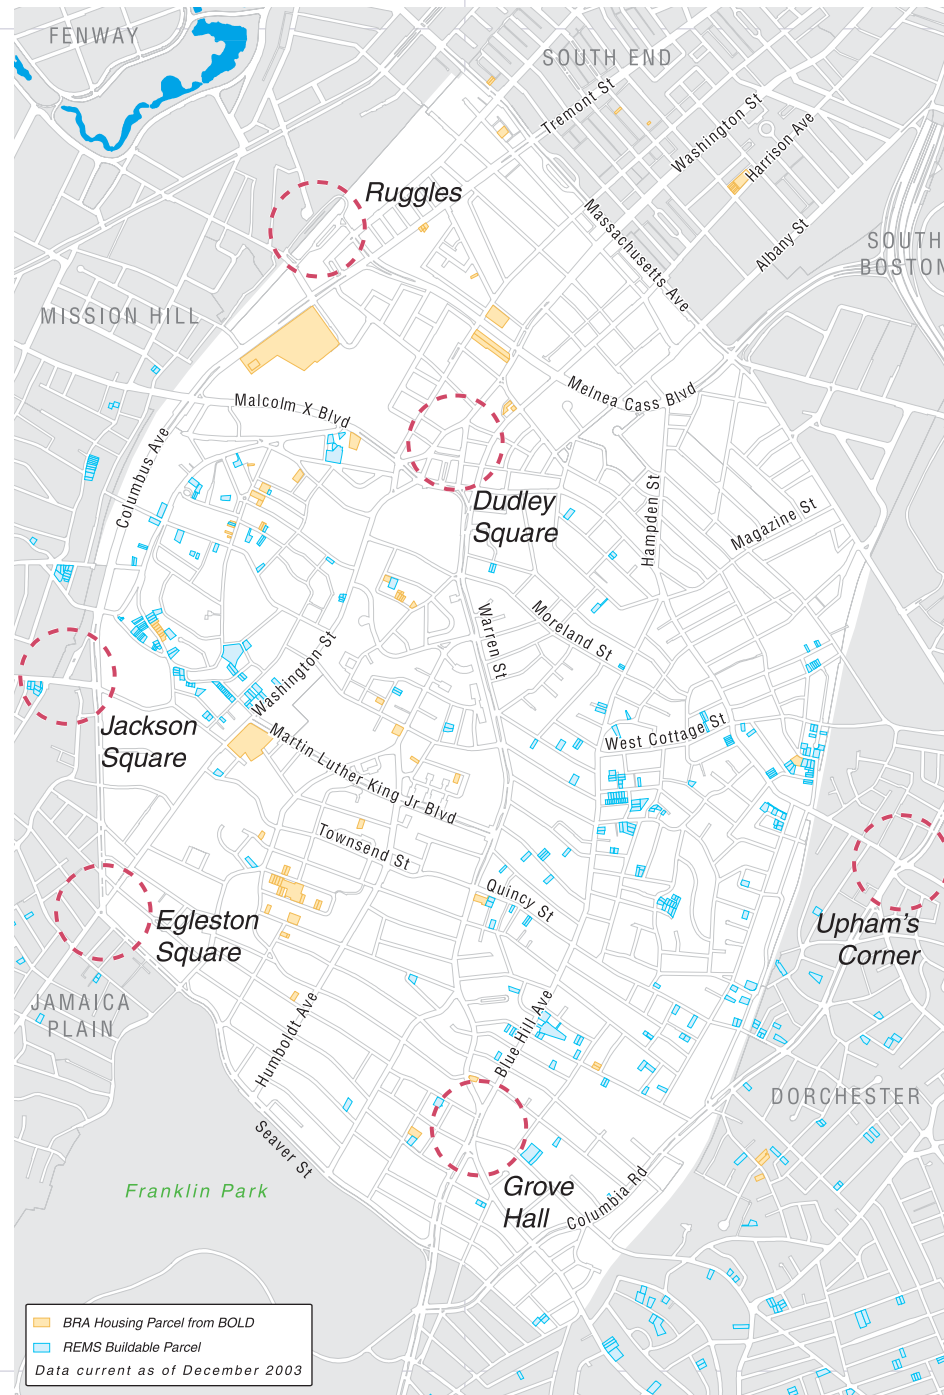 FENWAY
SOUTH END
Tremont St
Washington St
Harrison Ave
Ruggles
Massachusetts Ave
Albany St
SOUTH
BOSTON
MISSION HILL
Malcolm X Blvd
Melnea Cass Blvd
Columbus Ave
Dudley
Square
Hampden St
Magazine St
Warren St
Moreland St
Washington St
Jackson
Square
West Cottage St
Martin Luther King Jr Blvd
Townsend St
Quincy St
Egleston
Square
Upham's
Corner
JAMAICA
PLAIN
Humboldt Ave
Blue Hill Ave
DORCHESTER
Seaver St
Franklin Park
Grove
Hall
Columbia Rd
BRA Housing Parcel from BOLD
REMS Buildable Parcel
Data current as of December 2003